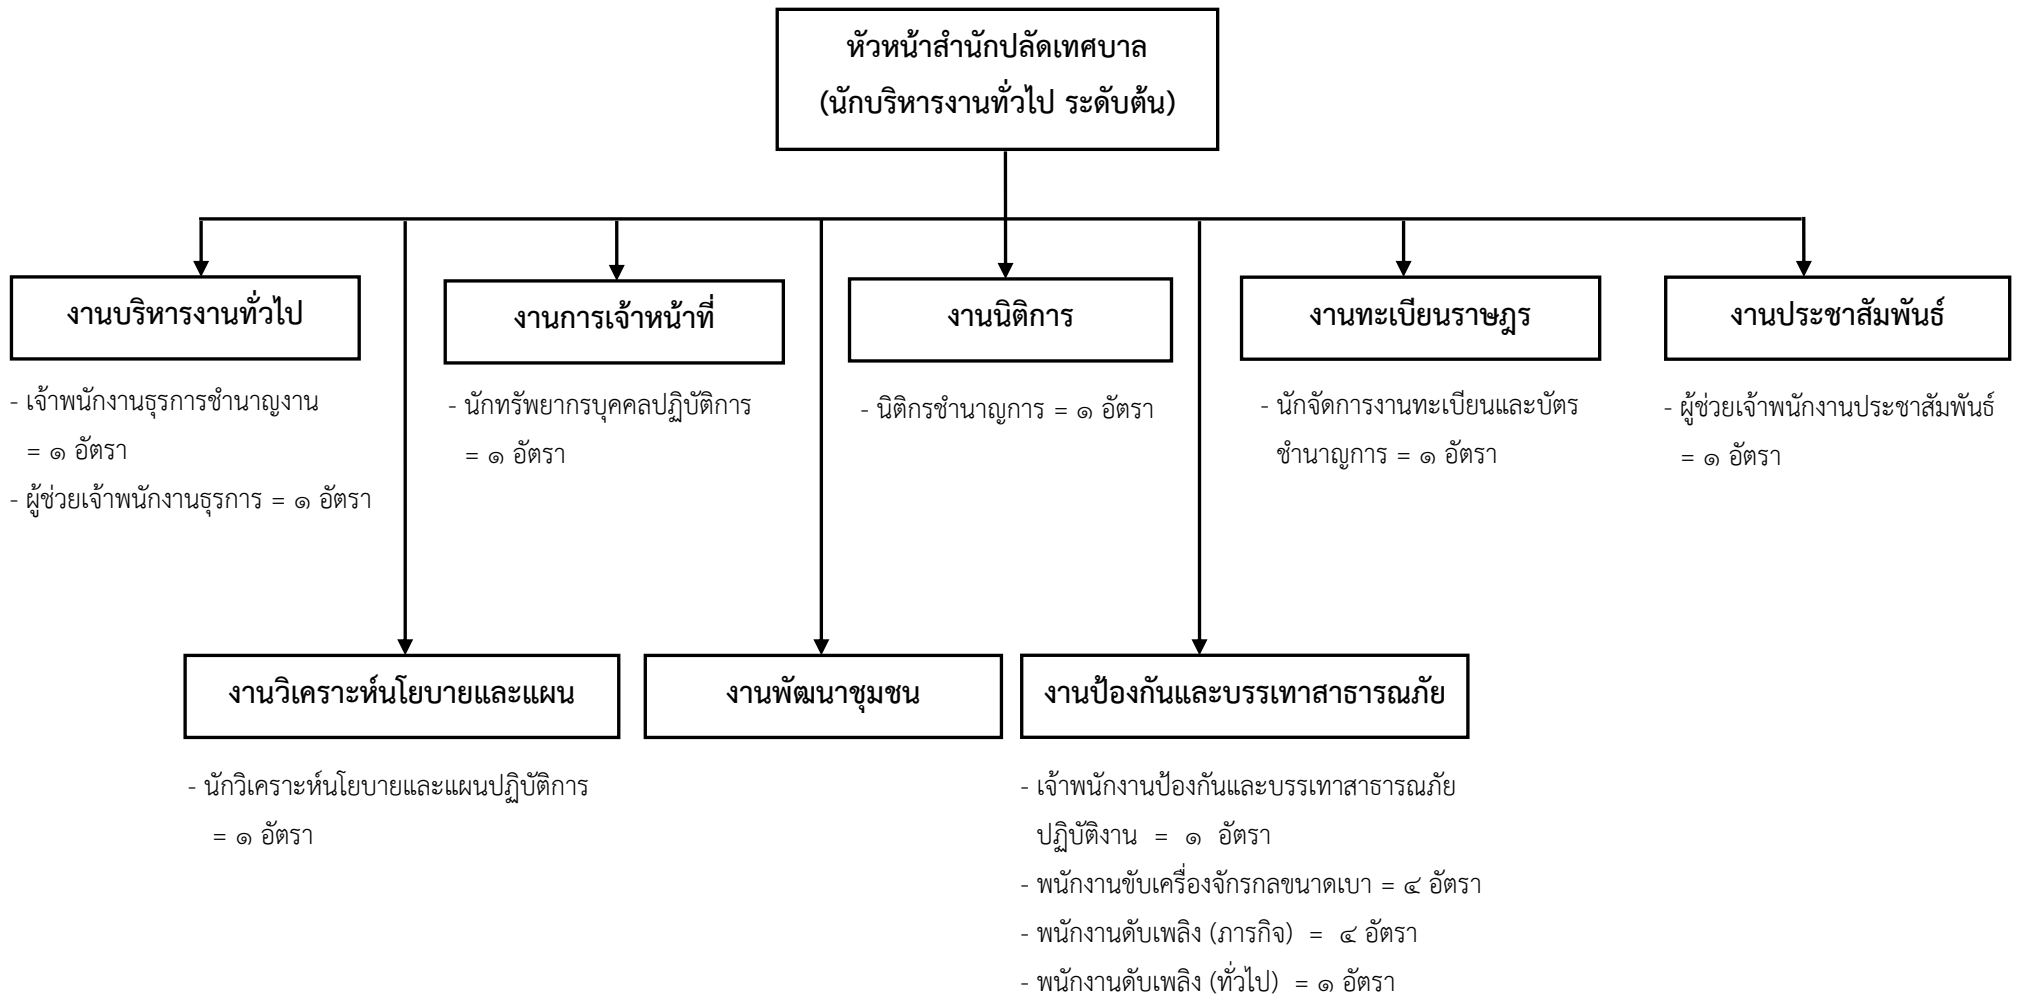 หัวหน้าสำนักปลัดเทศบาล
(นักบริหารงานทั่วไป ระดับต้น)
งานบริหารงานทั่วไป
- เจ้าพนักงานธุรการชำนาญงาน
= ๑ อัตรา
- ผู้ช่วยเจ้าพนักงานธุรการ = ๑ อัตรา
งานการเจ้าหน้าที่
- นักทรัพยากรบุคคลปฏิบัติการ
= ๑ อัตรา
งานนิติการ
- นิติกรชำนาญการ = ๑ อัตรา
งานทะเบียนราษฎร
- นักจัดการงานทะเบียนและบัตร
ชำนาญการ = ๑ อัตรา
งานประชาสัมพันธ์
- ผู้ช่วยเจ้าพนักงานประชาสัมพันธ์
= ๑ อัตรา
งานวิเคราะห์นโยบายและแผน
- นักวิเคราะห์นโยบายและแผนปฏิบัติการ
= ๑ อัตรา
งานพัฒนาชุมชน
งานป้องกันและบรรเทาสาธารณภัย
- เจ้าพนักงานป้องกันและบรรเทาสาธารณภัย
ปฏิบัติงาน = ๑ อัตรา
- พนักงานขับเครื่องจักรกลขนาดเบา = ๔ อัตรา
- พนักงานดับเพลิง (ภารกิจ) = ๔ อัตรา
- พนักงานดับเพลิง (ทั่วไป) = ๑ อัตรา